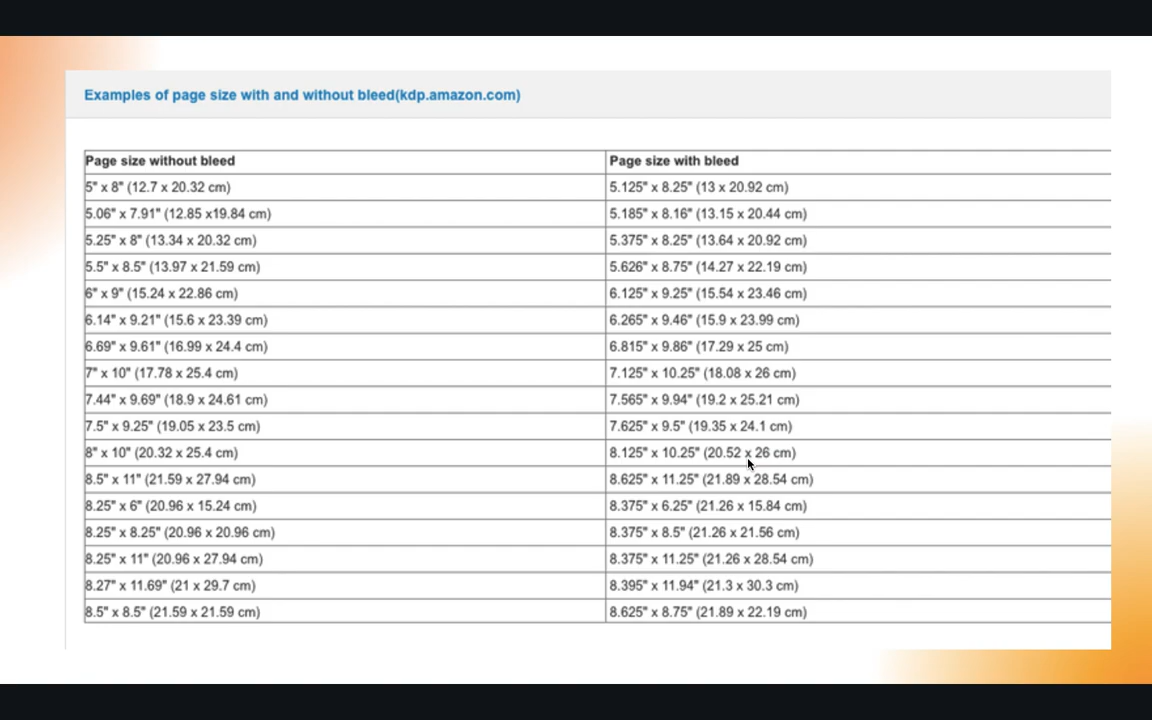 Examples of page size with and without bleed(kdp.amazon.com)
Page size without bleed Page size with bleed
5" x 8" (12.7 x 20.32 cm) 5.125" x 8.25" (13 x 20.92 cm)
5.06" x 7.91" (12.85 x19.84 cm) 5.185" x 8.16" (13.15 x 20.44 cm)
5.25" x 8" (13.34 x 20.32 cm) 5.375" x 8.25" (13.64 x 20.92 cm)
5.5" x 8.5" (13.97 x 21.59 cm) 5.626" x 8.75" (14.27 x 22.19 cm)
6" x 9" (15.24 x 22.86 cm) 6.125" x 9.25" (15.54 x 23.46 cm)
6.14" x 9.21" (15.6 x 23.39 cm) 6.265" x 9.46" (15.9 x 23.99 cm)
6.69" x 9.61" (16.99 x 24.4 cm) 6.815" x 9.86" (17.29 x 25 cm)
7" x 10" (17.78 x 25.4 cm) 7.125" x 10.25" (18.08 x 26 cm)
7.44" x 9.69" (18.9 x 24.61 cm) 7.565" x 9.94" (19.2 x 25.21 cm)
7.5" x 9.25" (19.05 x 23.5 cm) 7.625" x 9.5" (19.35 x 24.1 cm)
8" x 10" (20.32 x 25.4 cm) 8.125" x 10.25" (20.52 x 26 cm)
8.5" x 11" (21.59 x 27.94 cm) 8.625" x 11.25" (21.89 x 28.54 cm)
8.25" x 6" (20.96 x 15.24 cm) 8.375" x 6.25" (21.26 x 15.84 cm)
8.25" x 8.25" (20.96 x 20.96 cm) 8.375" x 8.5" (21.26 x 21.56 cm)
8.25" x 11" (20.96 x 27.94 cm) 8.375" x 11.25" (21.26 x 28.54 cm)
8.27" x 11.69" (21 x 29.7 cm) 8.395" x 11.94" (21.3 x 30.3 cm)
8.5" x 8.5" (21.59 x 21.59 cm) 8.625" x 8.75" (21.89 x 22.19 cm)